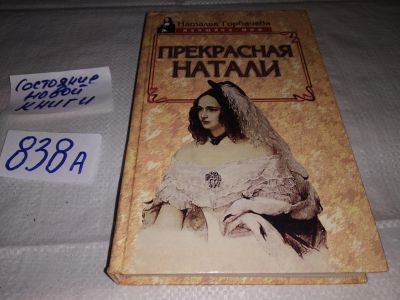 Состояние
новой
книги
838А
Наталья Горбачева
ПРЕКРАСНАЯ
НАТАЛИ